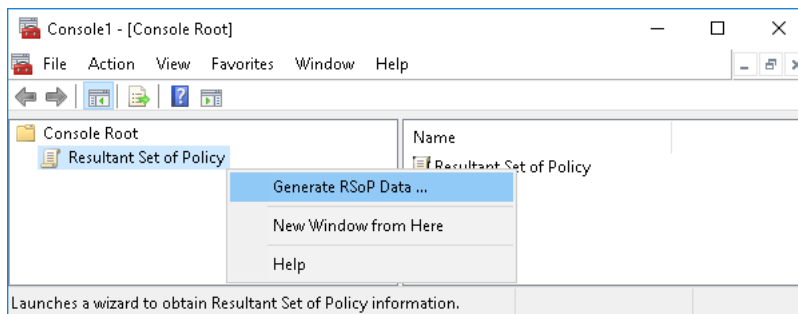 Console1 - [Console Root]
File Action View Favorites Window Help
Console Root
Resultant Set of Policy
Name
Resultant Set of Policy
Generate RSoP Data ...
New Window from Here
Help
Launches a wizard to obtain Resultant Set of Policy information.